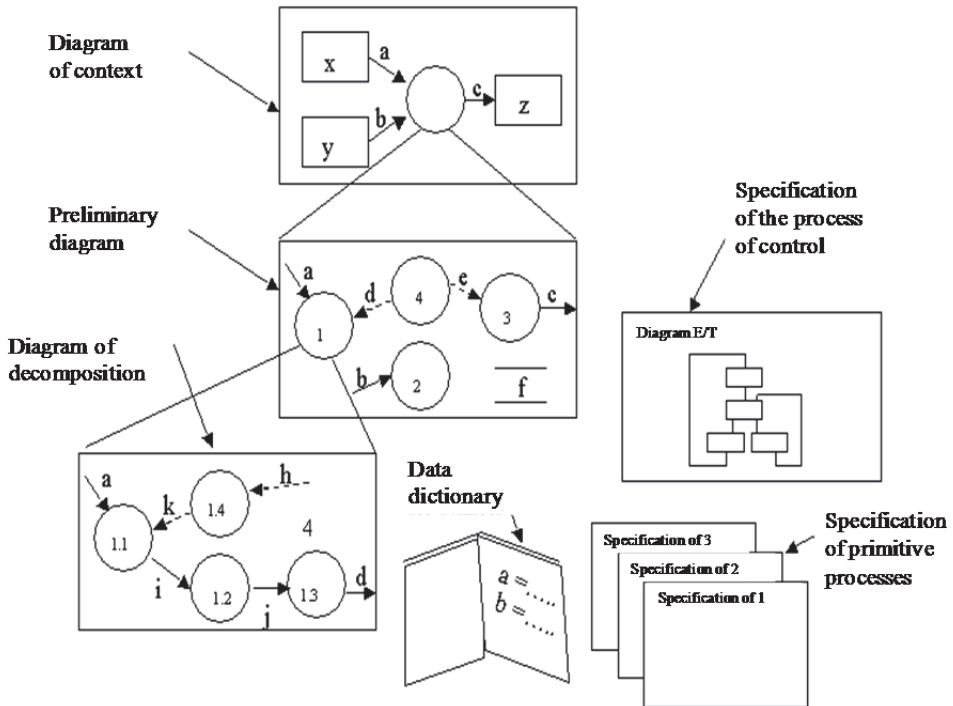 Diagram
of context
x
a
y
b
c
z
Preliminary
diagram
a
1
d
4
e
3
c
b
2
f
Specification
of the process
of control
Diagram E/T
Diagram of
decomposition
a
1.1
k
1.4
h
4
i
1.2
j
1.3
d
Data
dictionary
a = .....
b = .....
Specification of 3
Specification of 2
Specification of 1
Specification
of primitive
processes